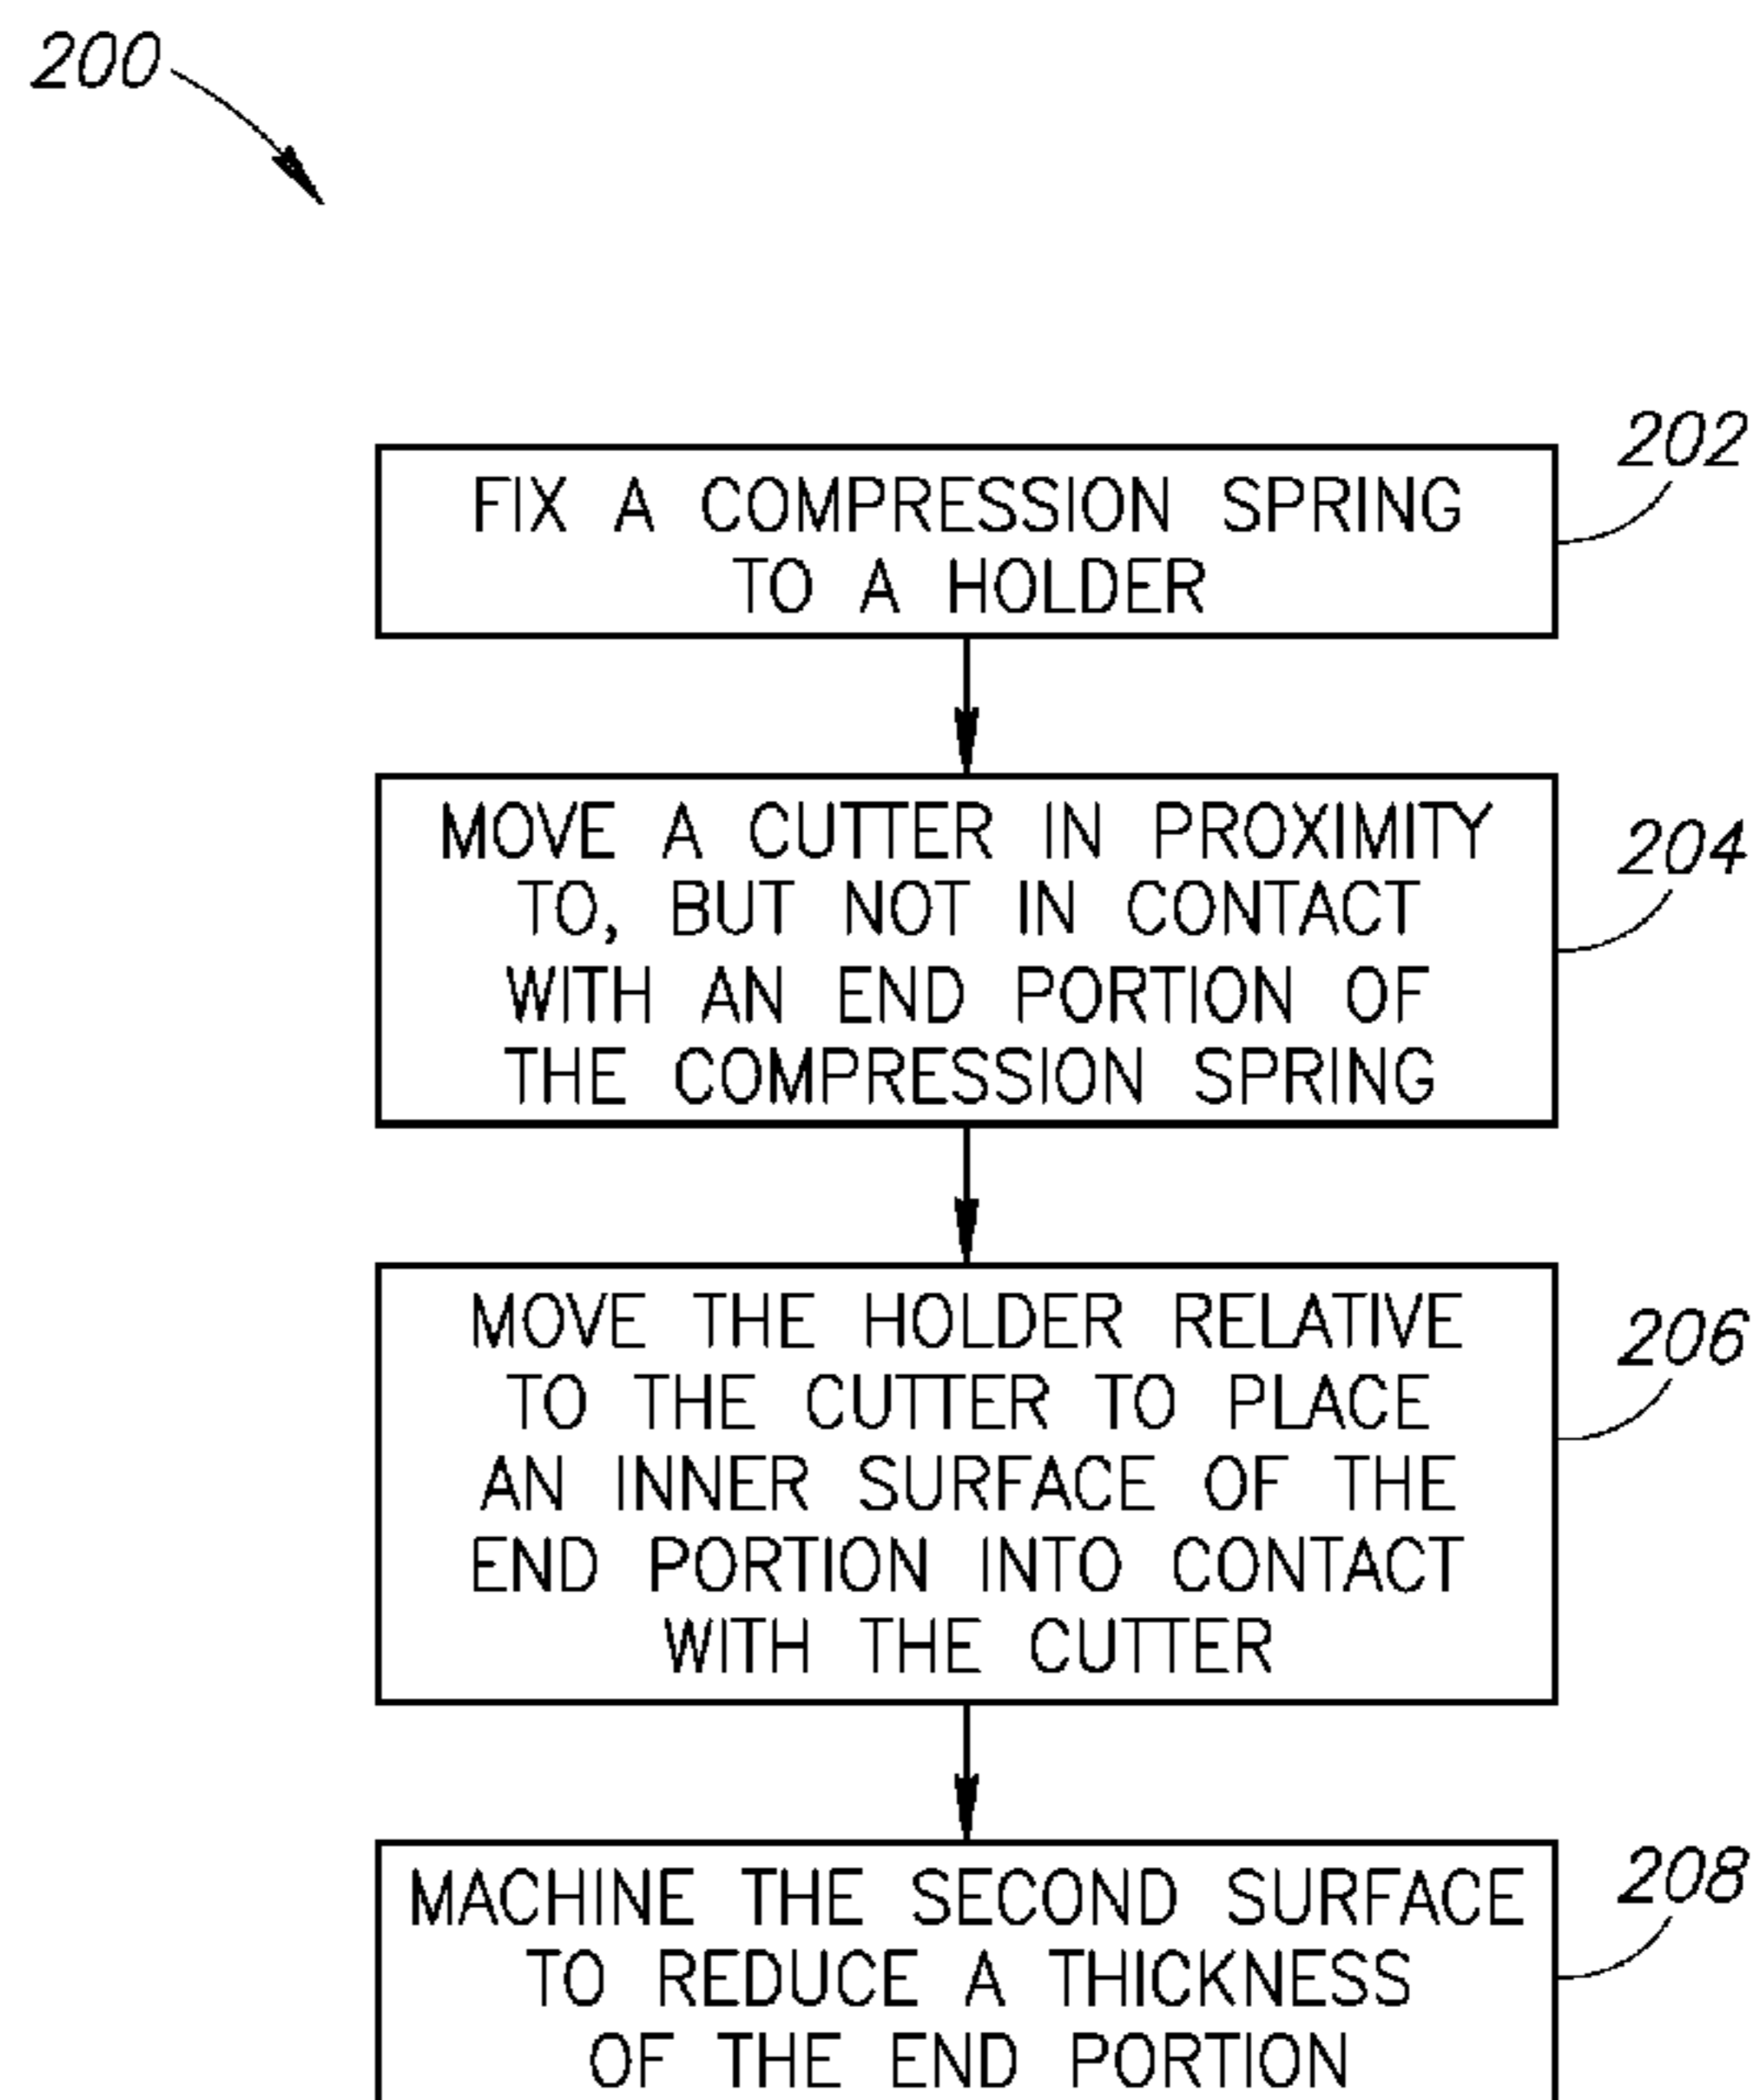 200
202
FIX A COMPRESSION SPRING
TO A HOLDER
204
MOVE A CUTTER IN PROXIMITY
TO, BUT NOT IN CONTACT
WITH AN END PORTION OF
THE COMPRESSION SPRING
206
MOVE THE HOLDER RELATIVE
TO THE CUTTER TO PLACE
AN INNER SURFACE OF THE
END PORTION INTO CONTACT
WITH THE CUTTER
208
MACHINE THE SECOND SURFACE
TO REDUCE A THICKNESS
OF THE END PORTION